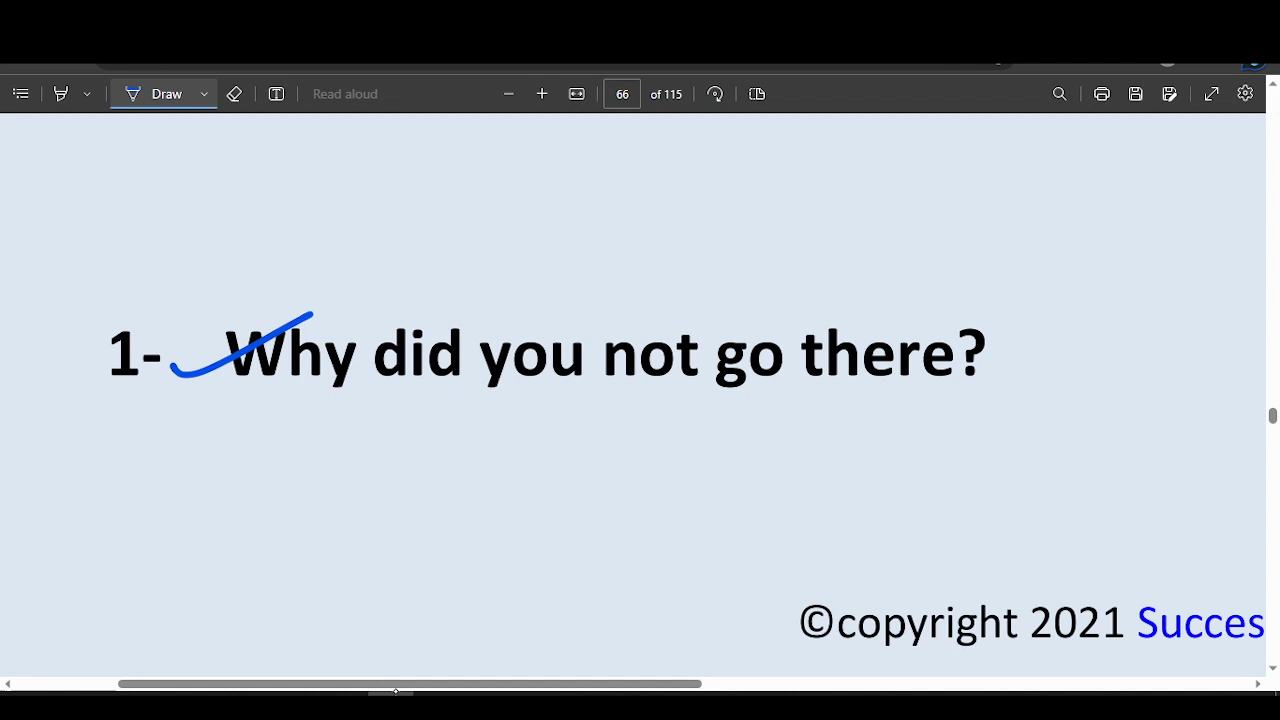 Draw
Read aloud
66 of 115
1- Why did you not go there?
©copyright 2021 Succes